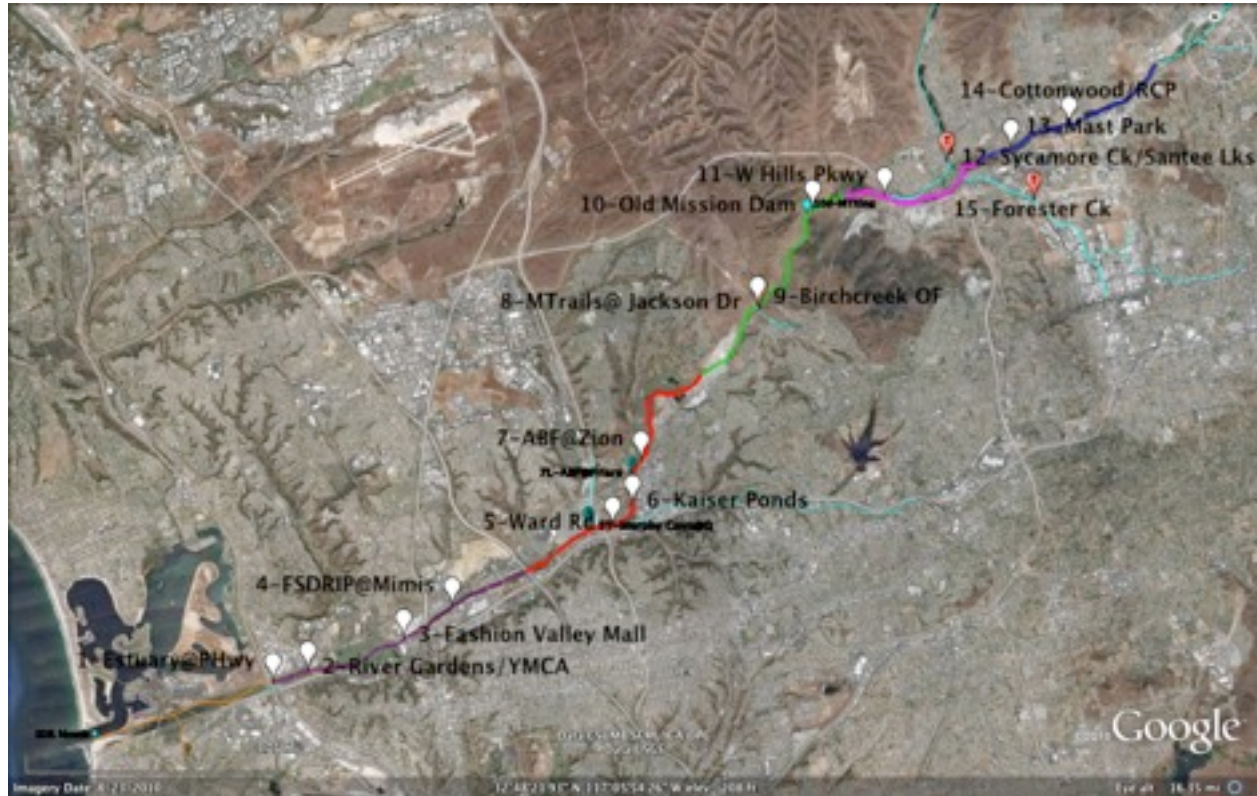 14-Cottonwood/RCP
13-Mast Park
12-Sycamore Ck/Santee Lks
11-W Hills Pkwy
10-Old Mission Dam
15-Forester Ck
8-MTrails@ Jackson Dr
9-Birchcreek OF
7-ABF@Zion
6-Kaiser Ponds
5-Ward Rd
4-FSDRIP@Mimis
3-Fashion Valley Mall
1-Estuary@PHwy
2-River Gardens/YMCA
Google
Imagery Date:
Eye alt